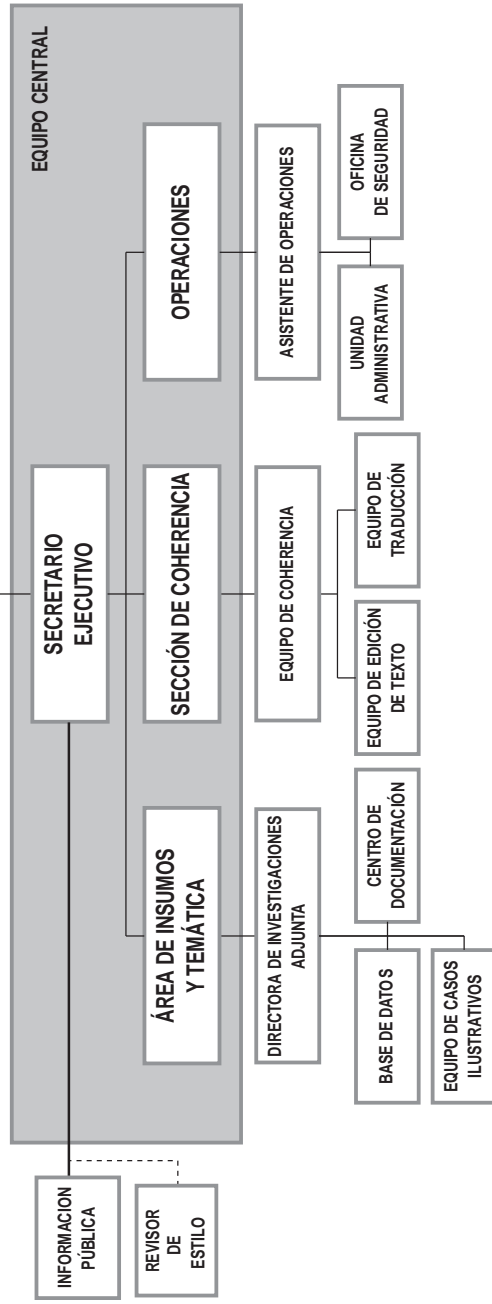 EQUIPO CENTRAL
SECRETARIO
EJECUTIVO
INFORMACION
PÚBLICA
REVISOR
DE
ESTILO
ÁREA DE INSUMOS
Y TEMÁTICA
SECCIÓN DE COHERENCIA
OPERACIONES
DIRECTORA DE INVESTIGACIONES
ADJUNTA
EQUIPO DE COHERENCIA
ASISTENTE DE OPERACIONES
BASE DE DATOS
CENTRO DE
DOCUMENTACIÓN
EQUIPO DE CASOS
ILUSTRATIVOS
EQUIPO DE EDICIÓN
DE TEXTO
EQUIPO DE
TRADUCCIÓN
UNIDAD
ADMINISTRATIVA
OFICINA
DE SEGURIDAD